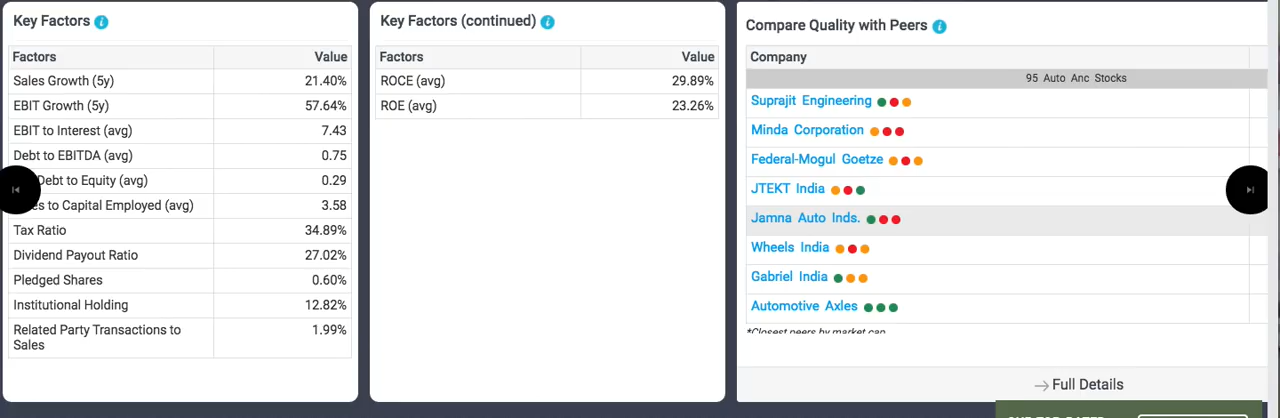 Key Factors
Factors Value
Sales Growth (5y) 21.40%
EBIT Growth (5y) 57.64%
EBIT to Interest (avg) 7.43
Debt to EBITDA (avg) 0.75
Debt to Equity (avg) 0.29
to Capital Employed (avg) 3.58
Tax Ratio 34.89%
Dividend Payout Ratio 27.02%
Pledged Shares 0.60%
Institutional Holding 12.82%
Related Party Transactions to
Sales 1.99%
Key Factors (continued)
Factors Value
ROCE (avg) 29.89%
ROE (avg) 23.26%
Compare Quality with Peers
Company
95 Auto Anc Stocks
Suprajit Engineering
Minda Corporation
Federal-Mogul Goetze
JTEKT India
Jamna Auto Inds.
Wheels India
Gabriel India
Automotive Axles
*Closest peers by market cap
→ Full Details